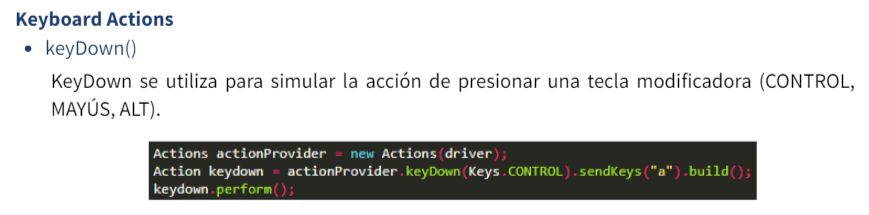 Keyboard Actions
• keyDown()
KeyDown se utiliza para simular la acción de presionar una tecla modificadora (CONTROL,
MAYÚS, ALT).
Actions actionProvider = new Actions(driver);
Action keydown = actionProvider.keyDown(Keys.CONTROL).sendKeys("a").build();
keydown.perform();